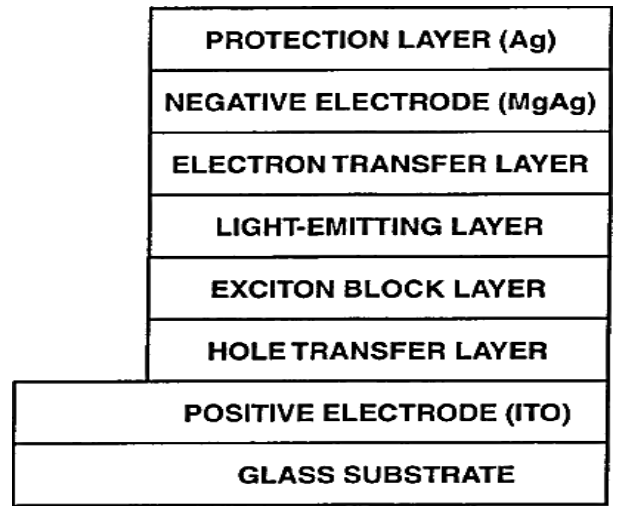 PROTECTION LAYER (Ag)
NEGATIVE ELECTRODE (MgAg)
ELECTRON TRANSFER LAYER
LIGHT-EMITTING LAYER
EXCITON BLOCK LAYER
HOLE TRANSFER LAYER
POSITIVE ELECTRODE (ITO)
GLASS SUBSTRATE